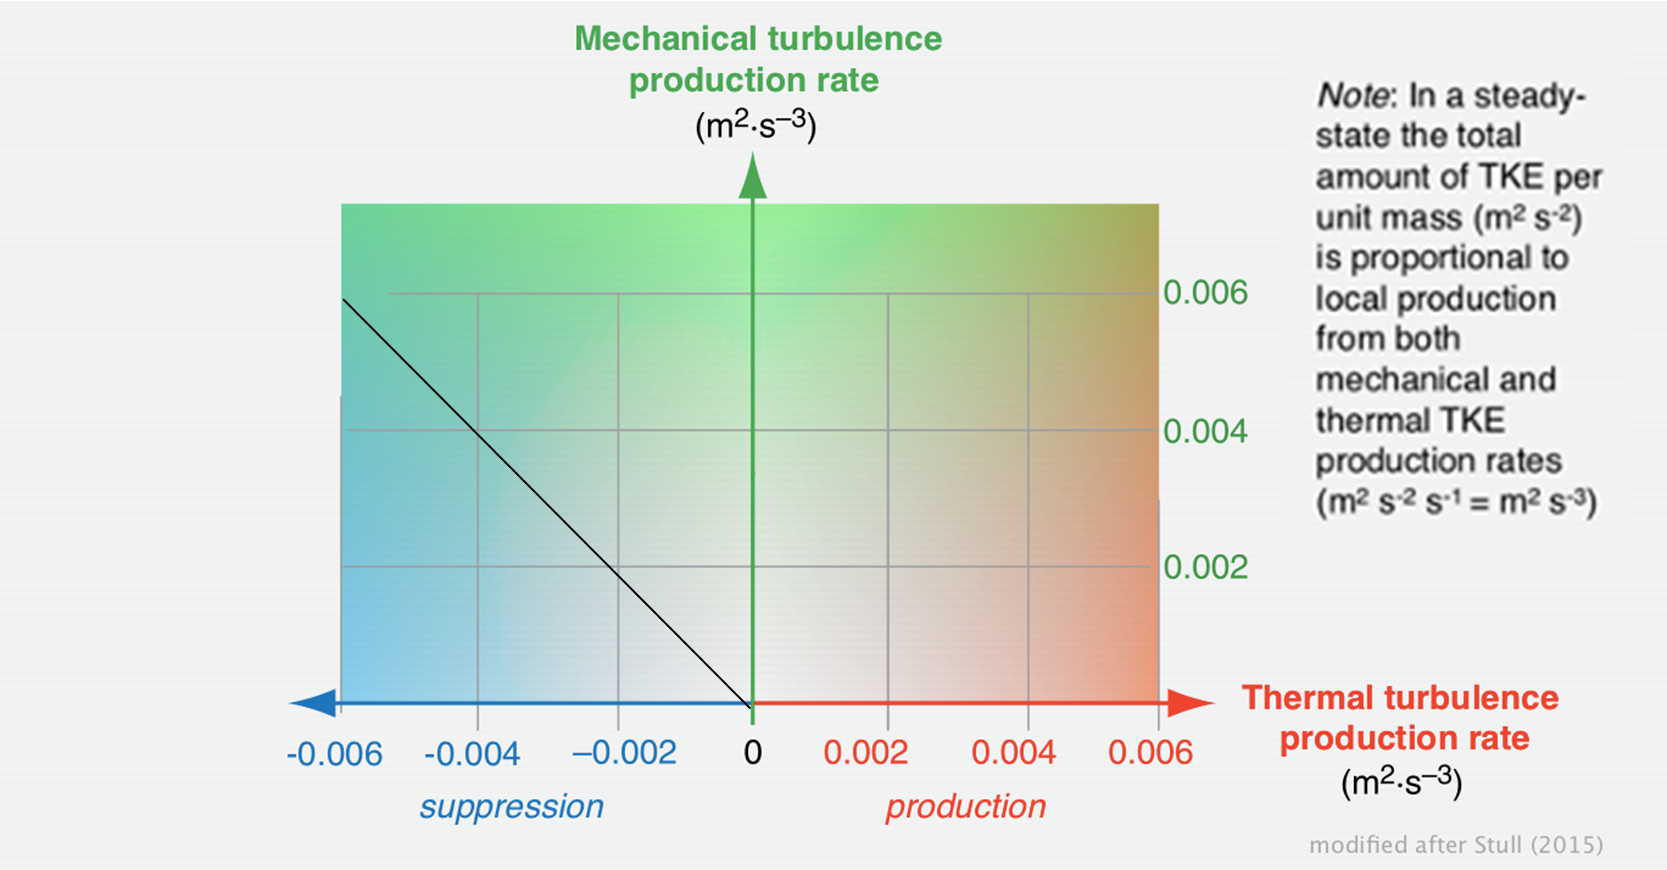 Mechanical turbulence
production rate
(m²·s⁻³)
Note: In a steady-
state the total
amount of TKE per
unit mass (m² s⁻²)
is proportional to
local production
from both
mechanical and
thermal TKE
production rates
(m² s⁻² s⁻¹ = m² s⁻³)
0.006
0.004
0.002
Thermal turbulence
production rate
(m²·s⁻³)
-0.006 -0.004 –0.002 0 0.002 0.004 0.006
suppression production
modified after Stull (2015)